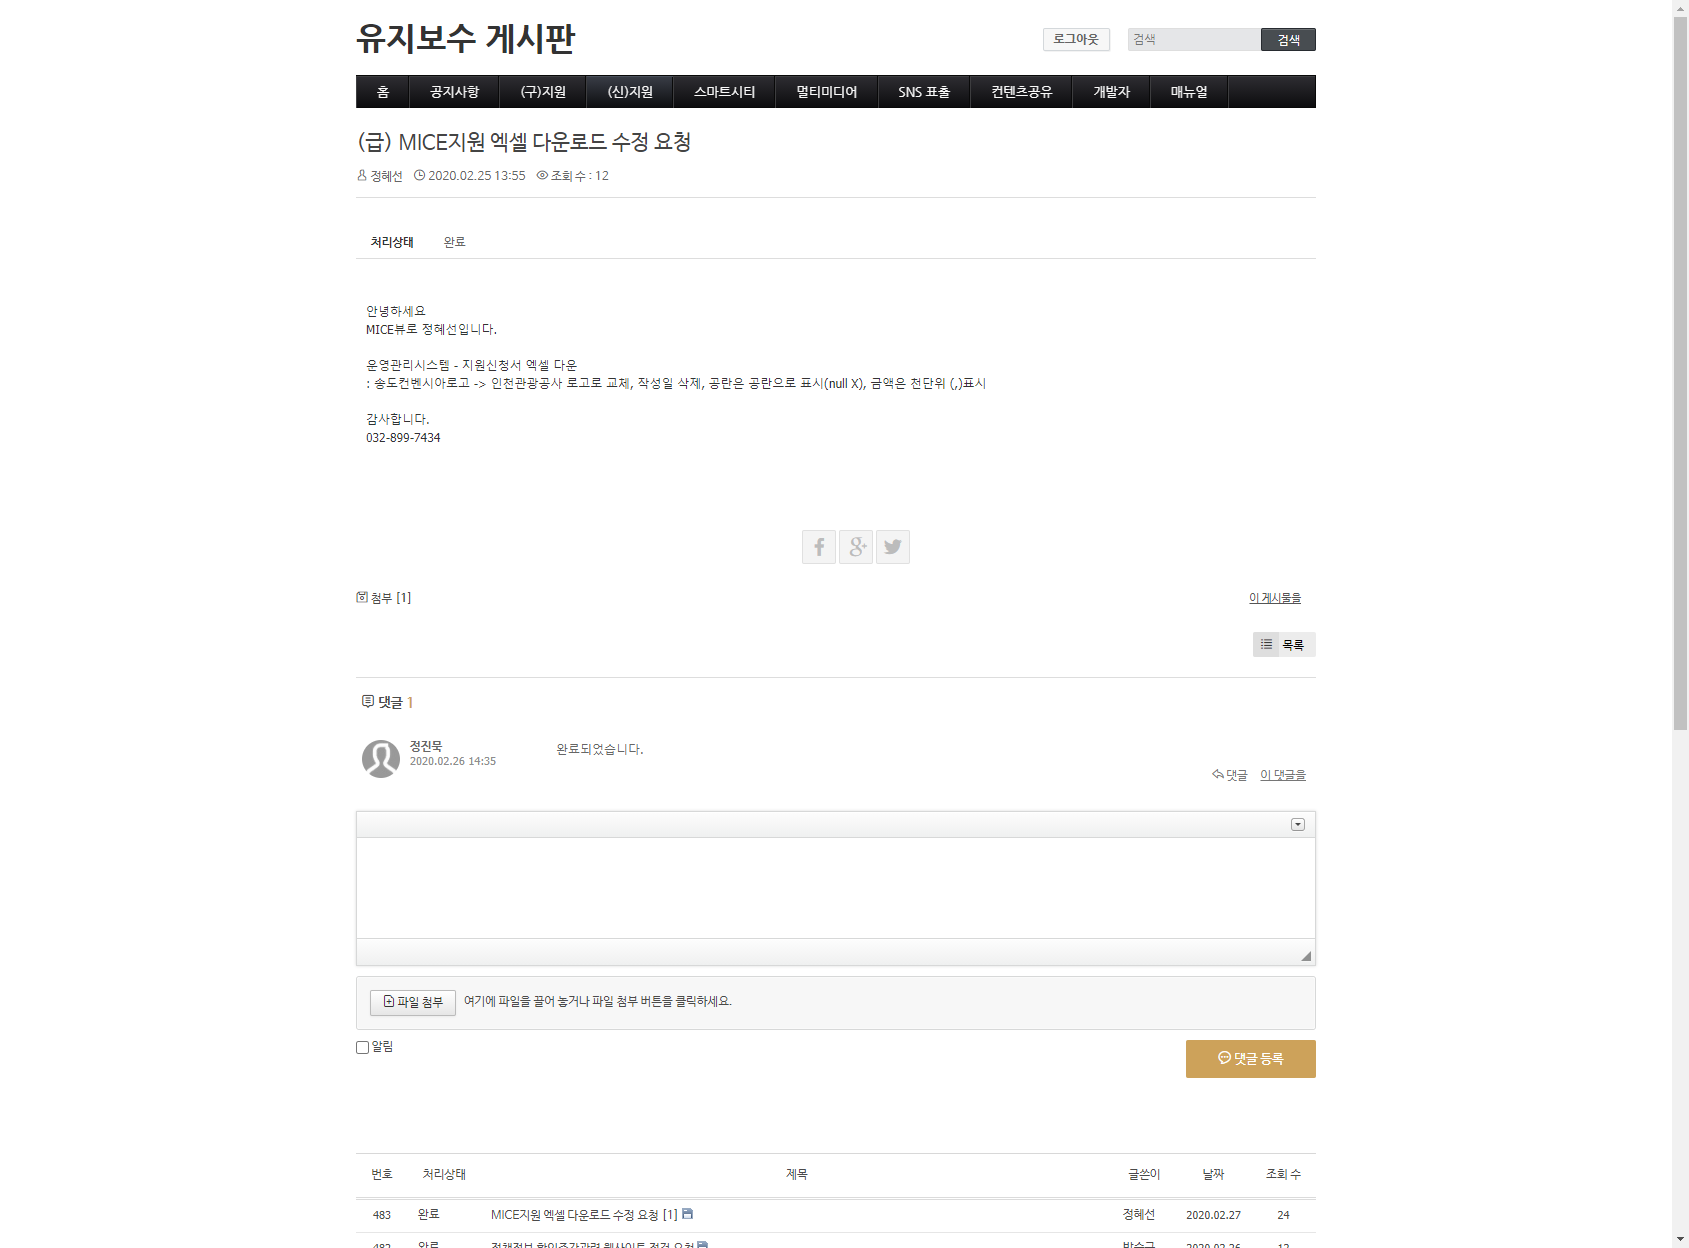 유지보수 게시판
로그아웃 검색 검색
홈 공지사항 (구)지원 (신)지원 스마트시티 멀티미디어 SNS 표출 컨텐츠공유 개발자 매뉴얼
(급) MICE지원 엑셀 다운로드 수정 요청
정혜선 2020.02.25 13:55 조회 수 : 12
처리상태 완료
안녕하세요
MICE뷰로 정혜선입니다.
운영관리시스템 - 지원신청서 엑셀 다운
: 송도컨벤시아로고 -> 인천관광공사 로고로 교체, 작성일 삭제, 공란은 공란으로 표시(null X), 금액은 천단위 (,)표시
감사합니다.
032-899-7434
첨부 [1] 이 게시물을
목록
댓글 1
정진묵 완료되었습니다.
2020.02.26 14:35
댓글 이 댓글을
파일 첨부 여기에 파일을 끌어 놓거나 파일 첨부 버튼을 클릭하세요.
알림
댓글 등록
번호 처리상태 제목 글쓴이 날짜 조회 수
483 완료 MICE지원 엑셀 다운로드 수정 요청 [1] 정혜선 2020.02.27 24